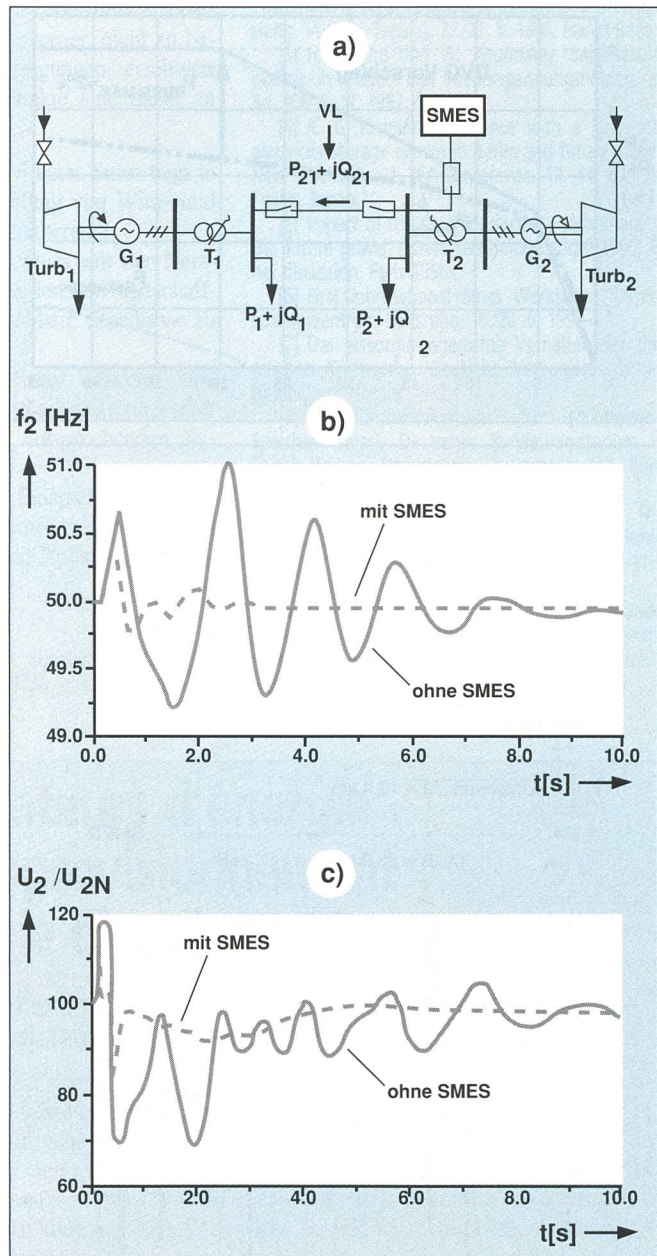 a)
SMES
VL
P21 + jQ21
Turb1
G1
T1
T2
G2
Turb2
P1 + jQ1
P2 + jQ
2
b)
f2 [Hz]
51.0
50.5
50.0
49.5
49.0
mit SMES
ohne SMES
0.0
2.0
4.0
6.0
8.0
10.0
t[s]
c)
U2 /U2N
120
100
80
60
mit SMES
ohne SMES
0.0
2.0
4.0
6.0
8.0
10.0
t[s]